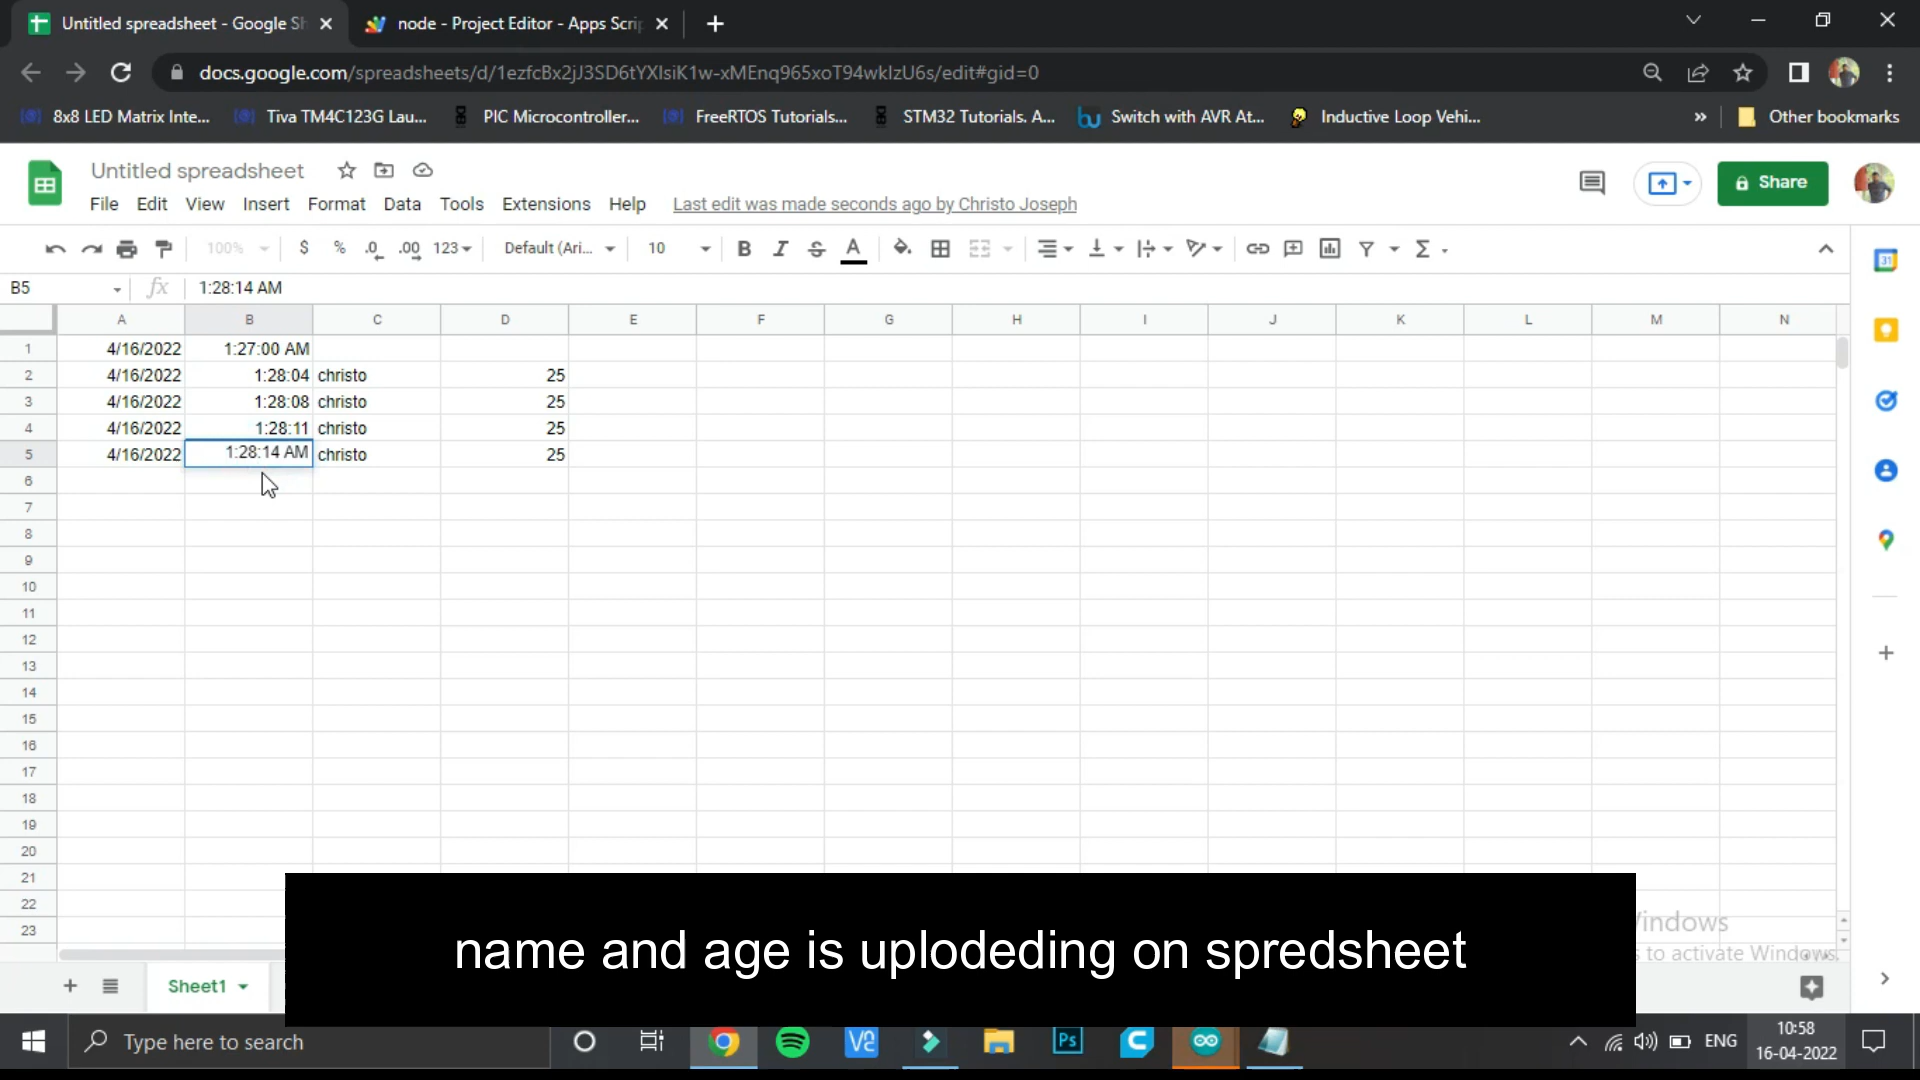 Untitled spreadsheet - Google Sh
node - Project Editor - Apps Scri
docs.google.com/spreadsheets/d/1ezfcBx2jJ3SD6tYXIsiK1w-xMEnq965xoT94wkIzU6s/edit#gid=0
8x8 LED Matrix Inte...
Tiva TM4C123G Lau...
PIC Microcontroller...
FreeRTOS Tutorials...
STM32 Tutorials. A...
Switch with AVR At...
Inductive Loop Vehi...
»
Other bookmarks
Untitled spreadsheet
Share
File Edit View Insert Format Data Tools Extensions Help Last edit was made seconds ago by Christo Joseph
100% $ % .0 .00 123 Default (Ari... 10 B I S A Σ
B5 fx 1:28:14 AM
A B C D E F G H I J K L M N
1 4/16/2022 1:27:00 AM
2 4/16/2022 1:28:04 christo 25
3 4/16/2022 1:28:08 christo 25
4 4/16/2022 1:28:11 christo 25
5 4/16/2022 1:28:14 AM christo 25
6
7
8
9
10
11
12
13
14
15
16
17
18
19
20
21
22
23
name and age is uplodeding on spredsheet
to activate Windows.
Sheet1
Type here to search
V2
Ps
ENG
10:58
16-04-2022